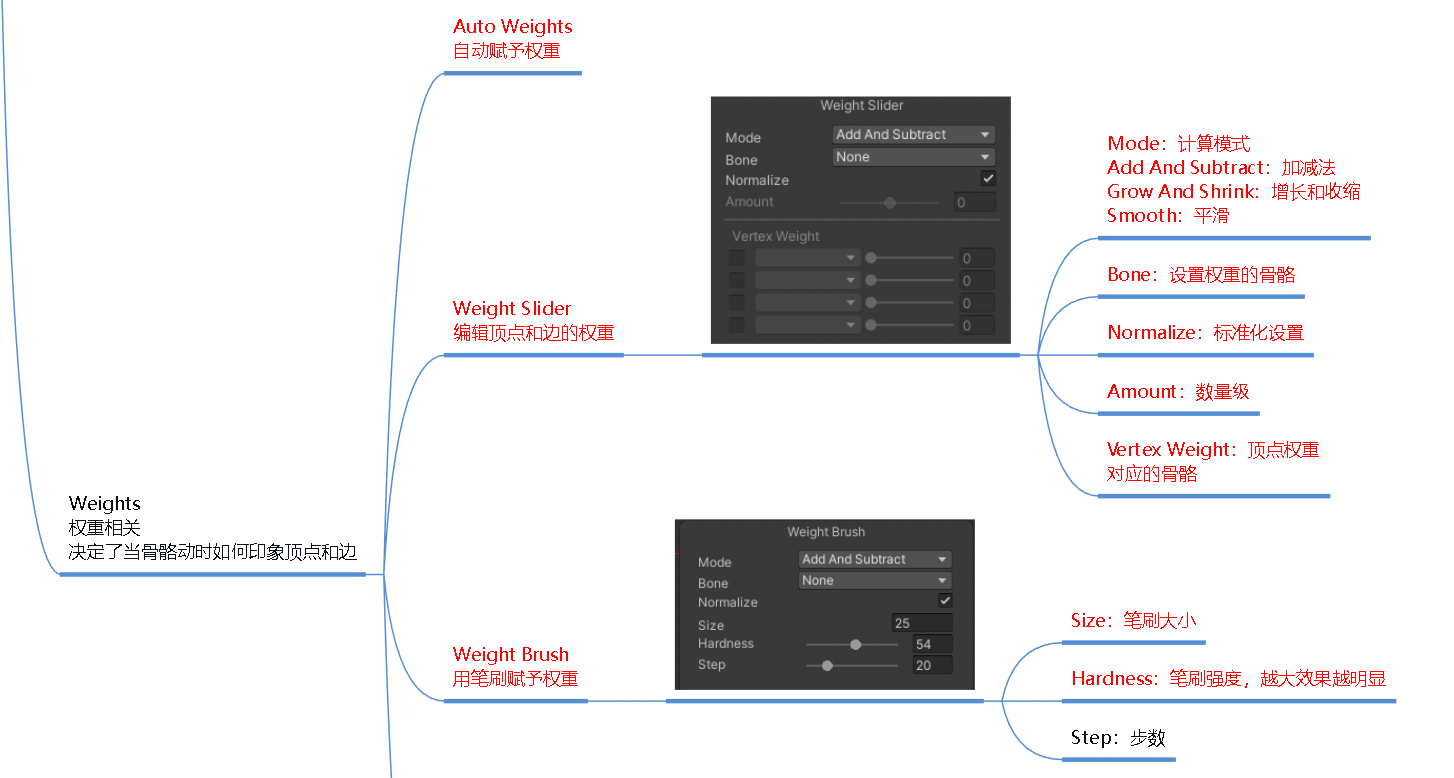 Auto Weights
自动赋予权重
Weight Slider
编辑顶点和边的权重
Weight Slider
Mode
Add And Subtract
Bone
None
Normalize
Amount
0
Vertex Weight
0
0
0
0
Mode：计算模式
Add And Subtract：加减法
Grow And Shrink：增长和收缩
Smooth：平滑
Bone：设置权重的骨骼
Normalize：标准化设置
Amount：数量级
Vertex Weight：顶点权重
对应的骨骼
Weights
权重相关
决定了当骨骼动时如何印象顶点和边
Weight Brush
用笔刷赋予权重
Weight Brush
Mode
Add And Subtract
Bone
None
Normalize
Size
25
Hardness
54
Step
20
Size：笔刷大小
Hardness：笔刷强度，越大效果越明显
Step：步数